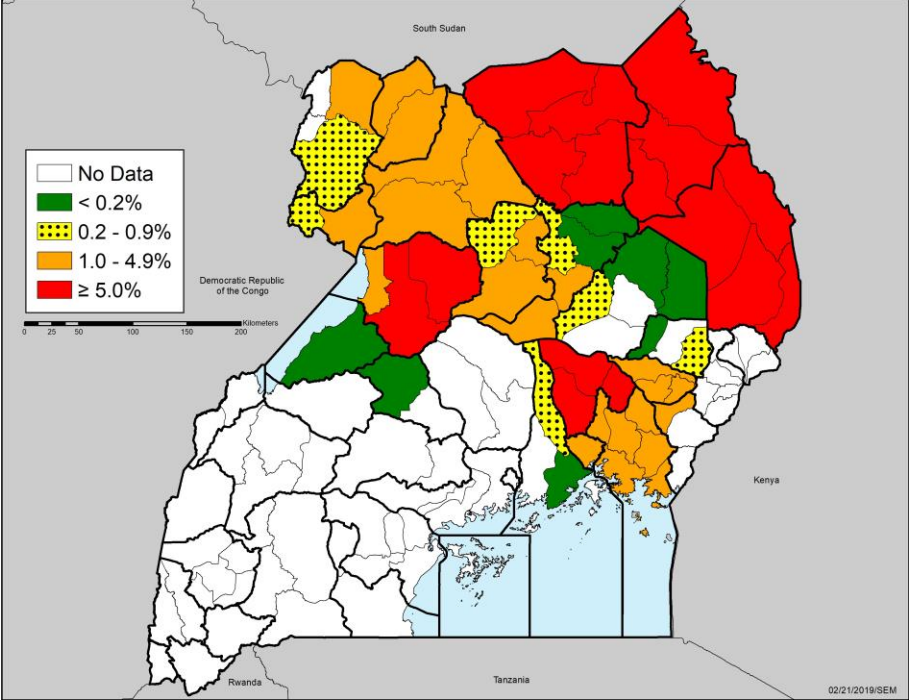 South Sudan
No Data
< 0.2%
0.2 - 0.9%
1.0 - 4.9%
≥ 5.0%
Democratic Republic
of the Congo
Kilometers
0 25 50 100 150 200
Kenya
Rwanda
Tanzania
02/21/2019/SEM